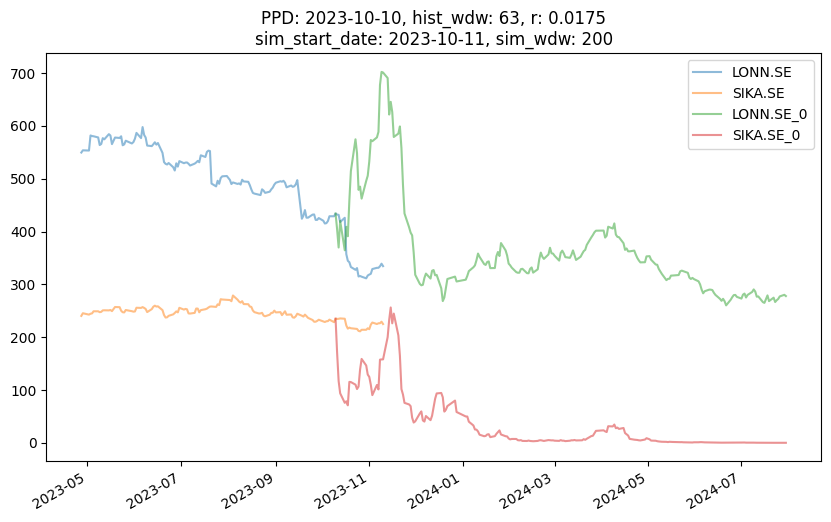 PPD: 2023-10-10, hist_wdw: 63, r: 0.0175
sim_start_date: 2023-10-11, sim_wdw: 200
LONN.SE
SIKA.SE
LONN.SE_0
SIKA.SE_0
700
600
500
400
300
200
100
0
2023-05
2023-07
2023-09
2023-11
2024-01
2024-03
2024-05
2024-07